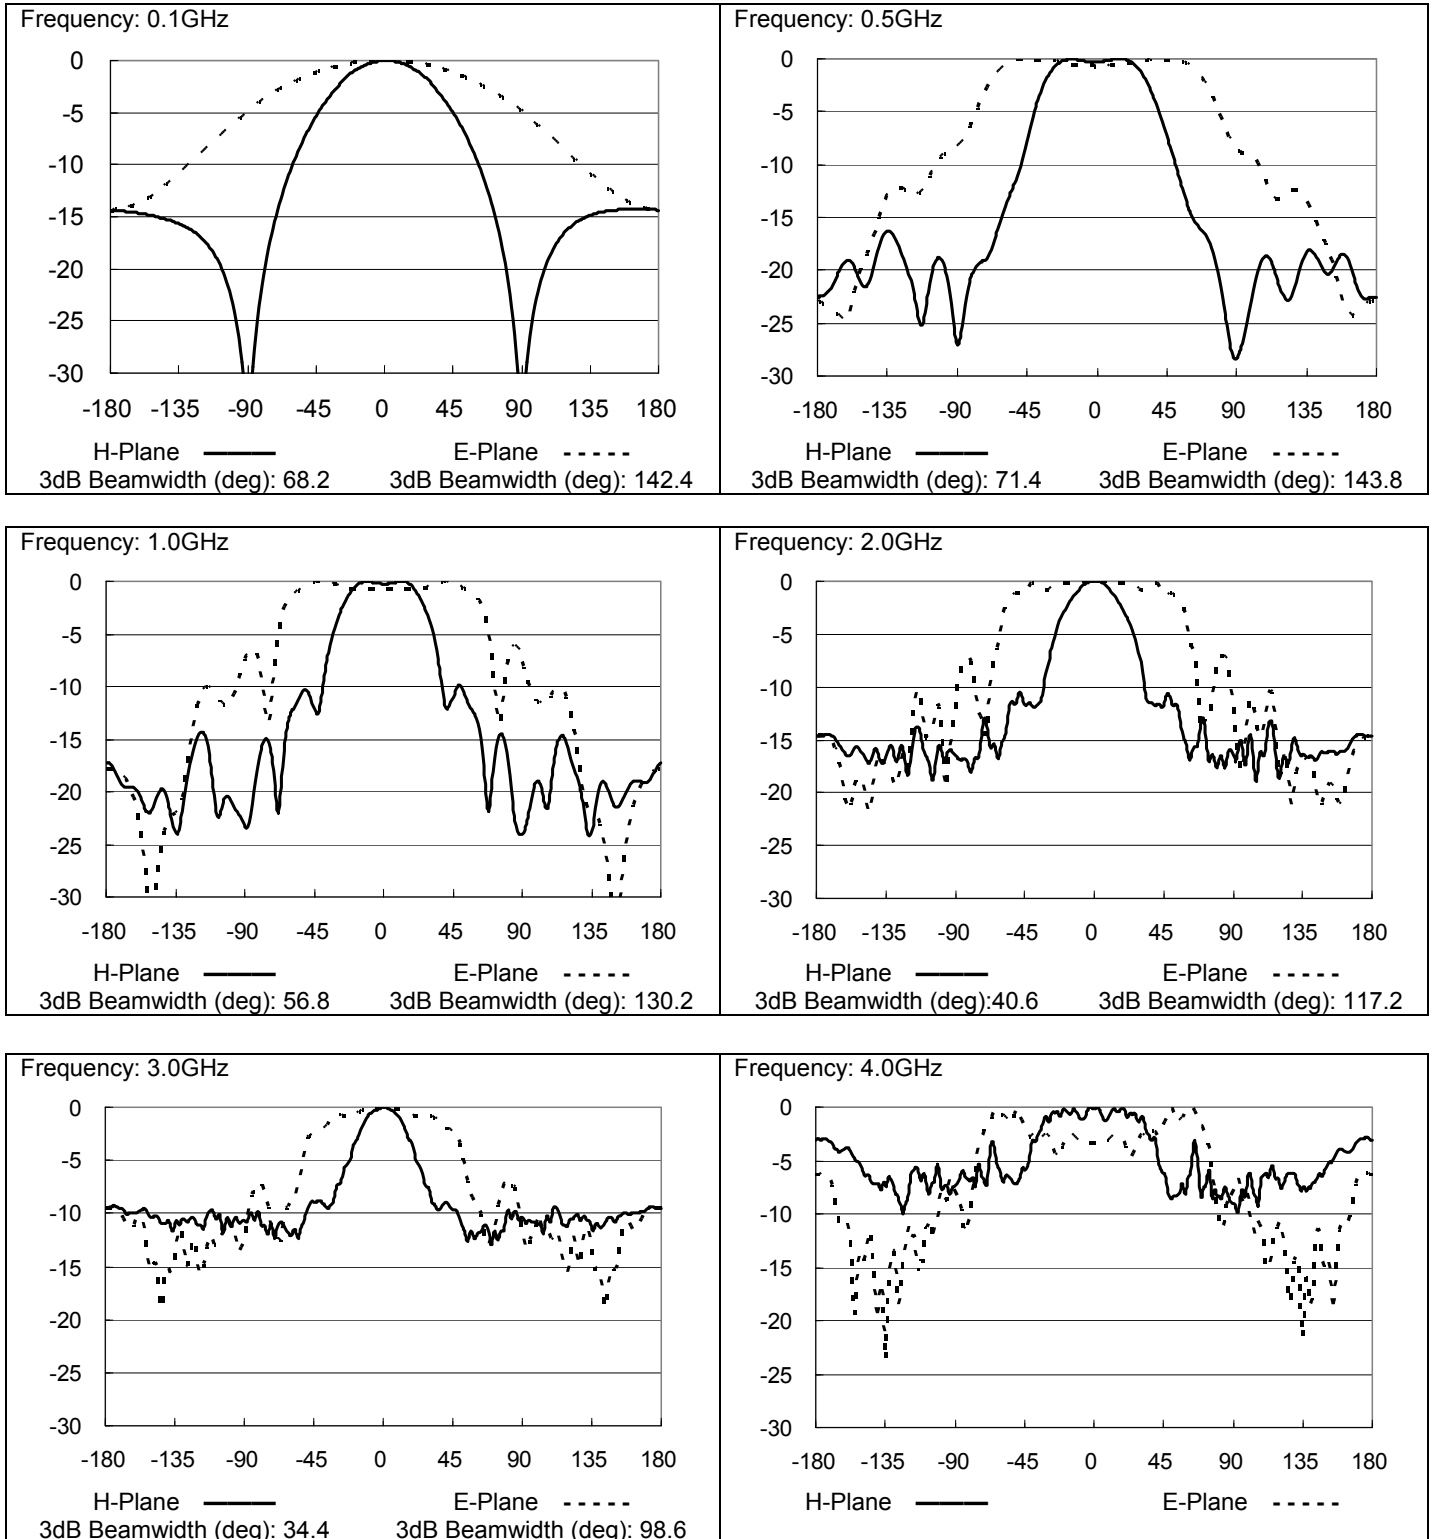 Frequency: 0.1GHz
0
-5
-10
-15
-20
-25
-30
-180 -135 -90 -45 0 45 90 135 180
H-Plane E-Plane
3dB Beamwidth (deg): 68.2 3dB Beamwidth (deg): 142.4
Frequency: 0.5GHz
0
-5
-10
-15
-20
-25
-30
-180 -135 -90 -45 0 45 90 135 180
H-Plane E-Plane
3dB Beamwidth (deg): 71.4 3dB Beamwidth (deg): 143.8
Frequency: 1.0GHz
0
-5
-10
-15
-20
-25
-30
-180 -135 -90 -45 0 45 90 135 180
H-Plane E-Plane
3dB Beamwidth (deg): 56.8 3dB Beamwidth (deg): 130.2
Frequency: 2.0GHz
0
-5
-10
-15
-20
-25
-30
-180 -135 -90 -45 0 45 90 135 180
H-Plane E-Plane
3dB Beamwidth (deg):40.6 3dB Beamwidth (deg): 117.2
Frequency: 3.0GHz
0
-5
-10
-15
-20
-25
-30
-180 -135 -90 -45 0 45 90 135 180
H-Plane E-Plane
3dB Beamwidth (deg): 34.4 3dB Beamwidth (deg): 98.6
Frequency: 4.0GHz
0
-5
-10
-15
-20
-25
-30
-180 -135 -90 -45 0 45 90 135 180
H-Plane E-Plane